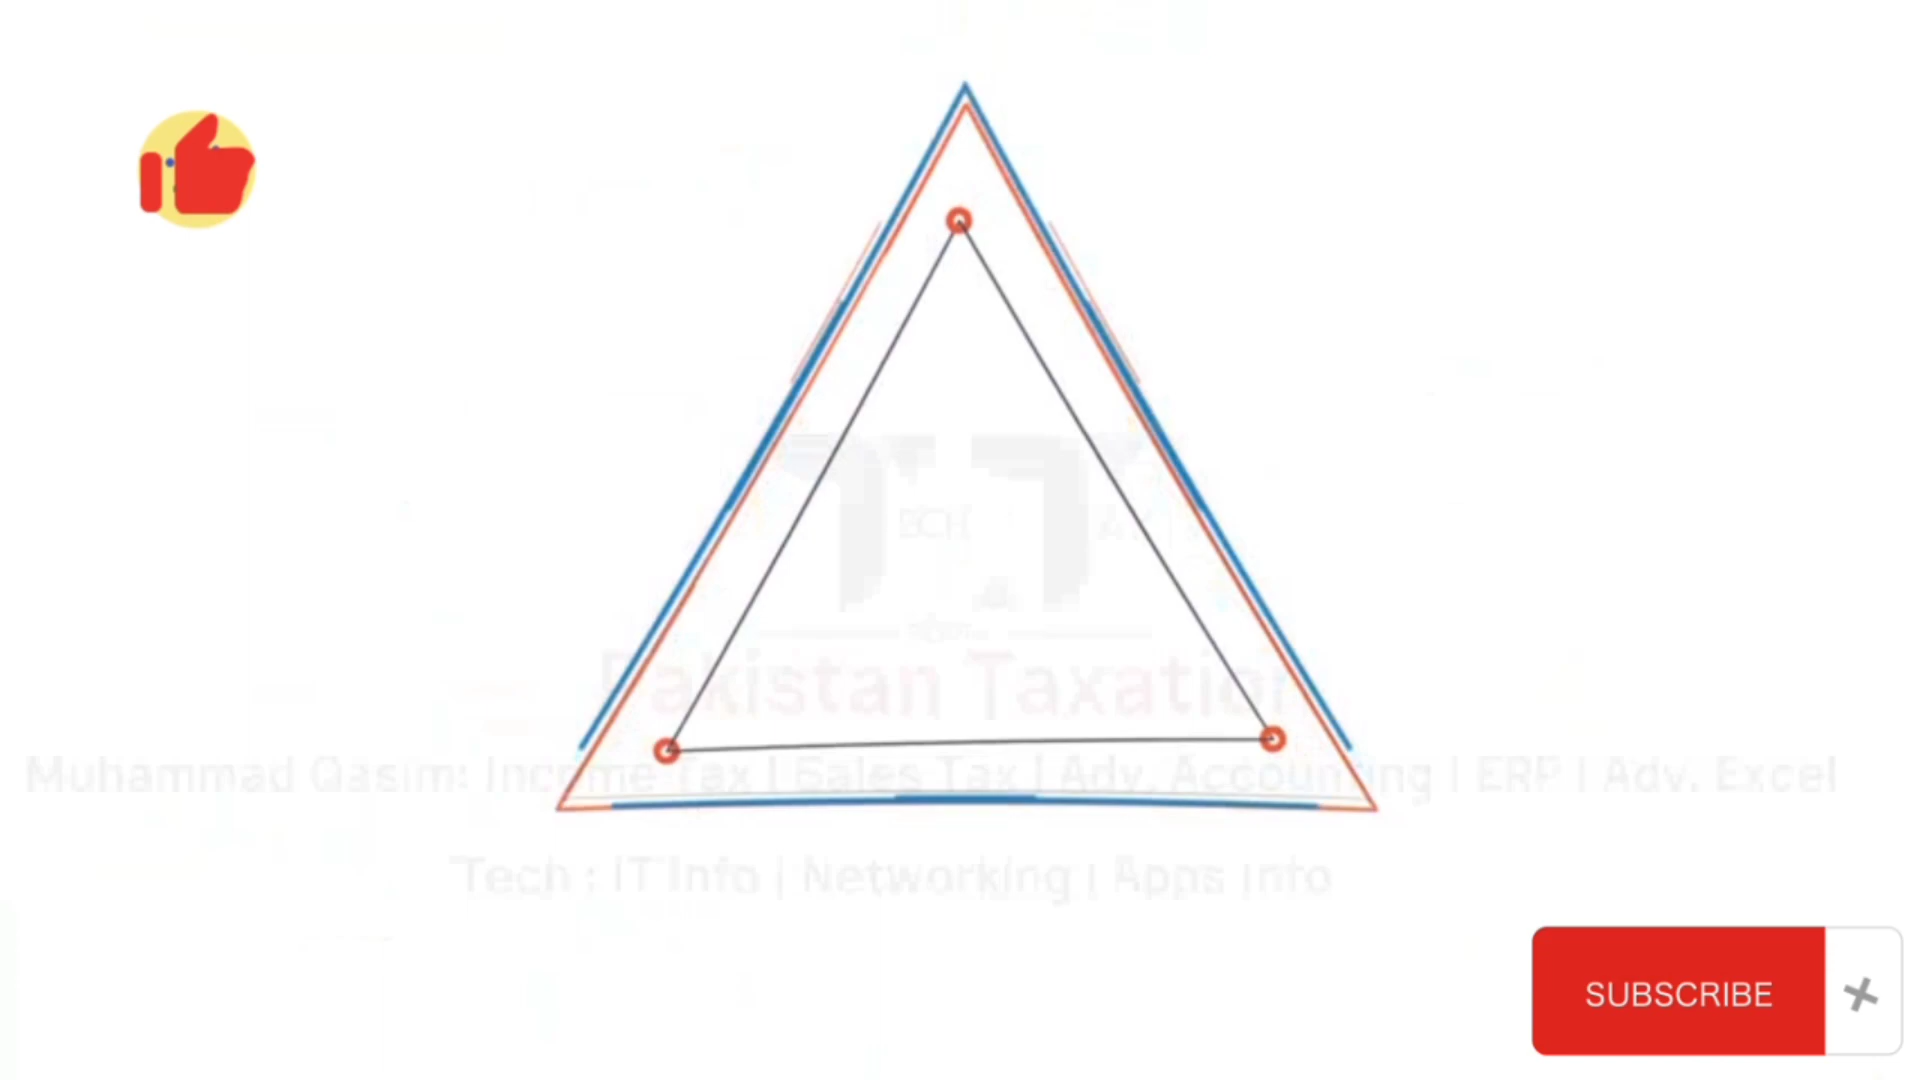 Pakistan Taxation
Muhammad Qasim: Income Tax | Sales Tax | Adv. Accounting | ERP | Adv. Excel
Tech : IT Info | Networking | Apps Info
SUBSCRIBE